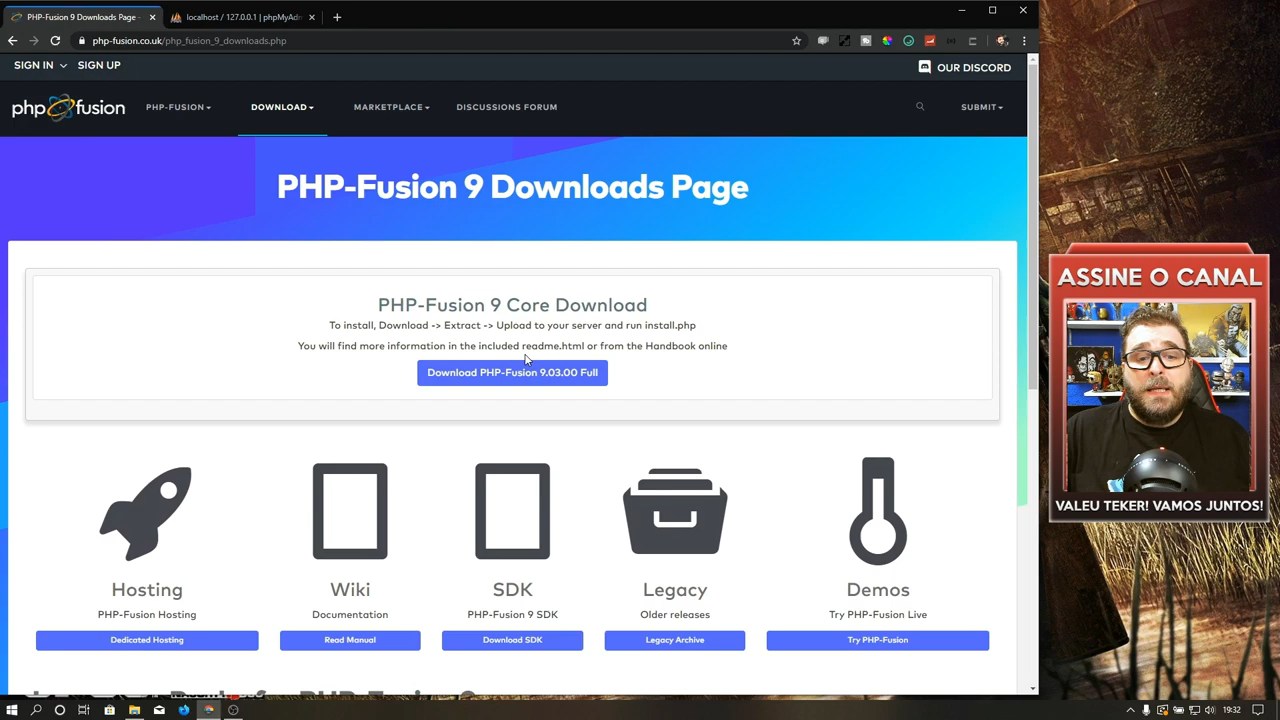 PHP-Fusion 9 Downloads Page -
localhost / 127.0.0.1 | phpMyAdm
php-fusion.co.uk/php_fusion_9_downloads.php
SIGN IN
SIGN UP
OUR DISCORD
php fusion
PHP-FUSION
DOWNLOAD
MARKETPLACE
DISCUSSIONS FORUM
SUBMIT
PHP-Fusion 9 Downloads Page
PHP-Fusion 9 Core Download
To install, Download -> Extract -> Upload to your server and run install.php
You will find more information in the included readme.html or from the Handbook online
Download PHP-Fusion 9.03.00 Full
Hosting
PHP-Fusion Hosting
Dedicated Hosting
Wiki
Documentation
Read Manual
SDK
PHP-Fusion 9 SDK
Download SDK
Legacy
Older releases
Legacy Archive
Demos
Try PHP-Fusion Live
Try PHP-Fusion
ASSINE O CANAL
VALEU TEKER! VAMOS JUNTOS!
19:32